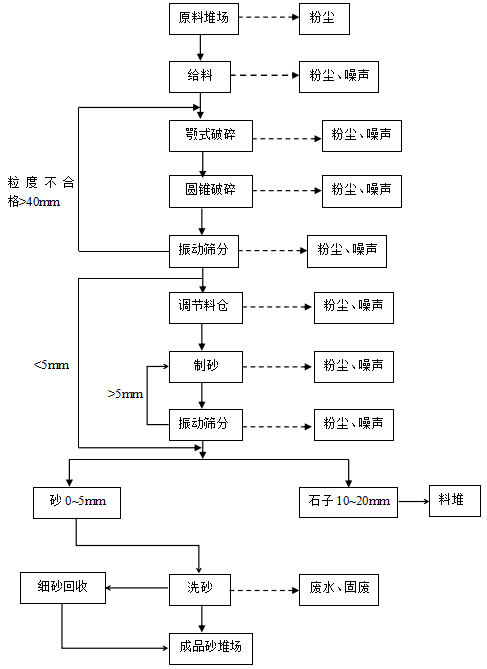 原料堆场
粉尘
给料
粉尘、噪声
颚式破碎
粉尘、噪声
圆锥破碎
粉尘、噪声
粒度不合
格>40mm
振动筛分
粉尘、噪声
调节料仓
粉尘、噪声
<5mm
制砂
粉尘、噪声
>5mm
振动筛分
粉尘、噪声
砂 0~5mm
石子 10~20mm
料堆
细砂回收
洗砂
废水、固废
成品砂堆场